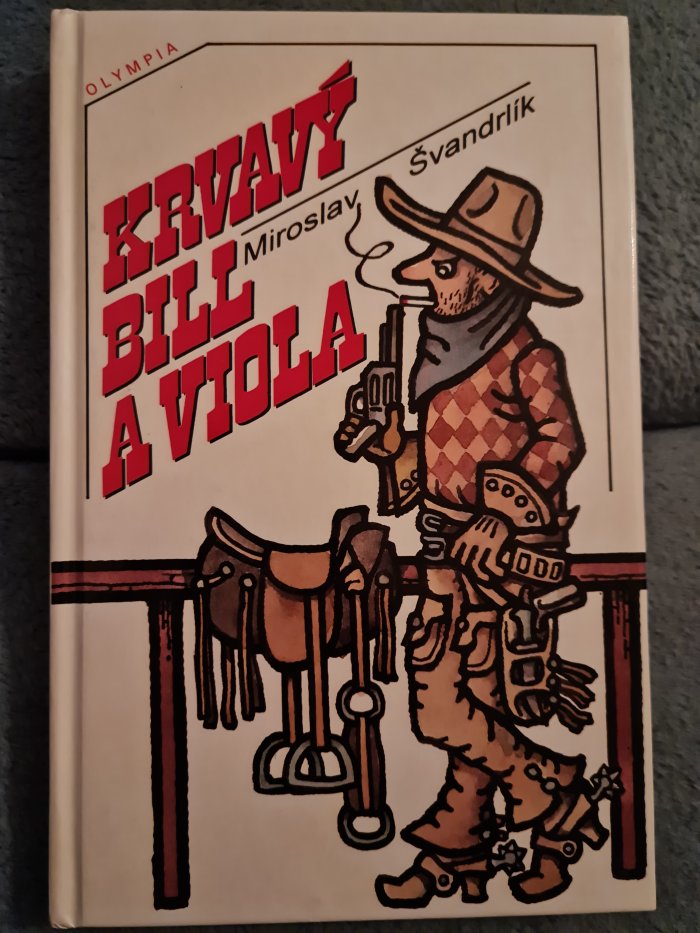 OLYMPIA
KRVAVÝ
BILL
A VIOLA
Miroslav Švandrlík